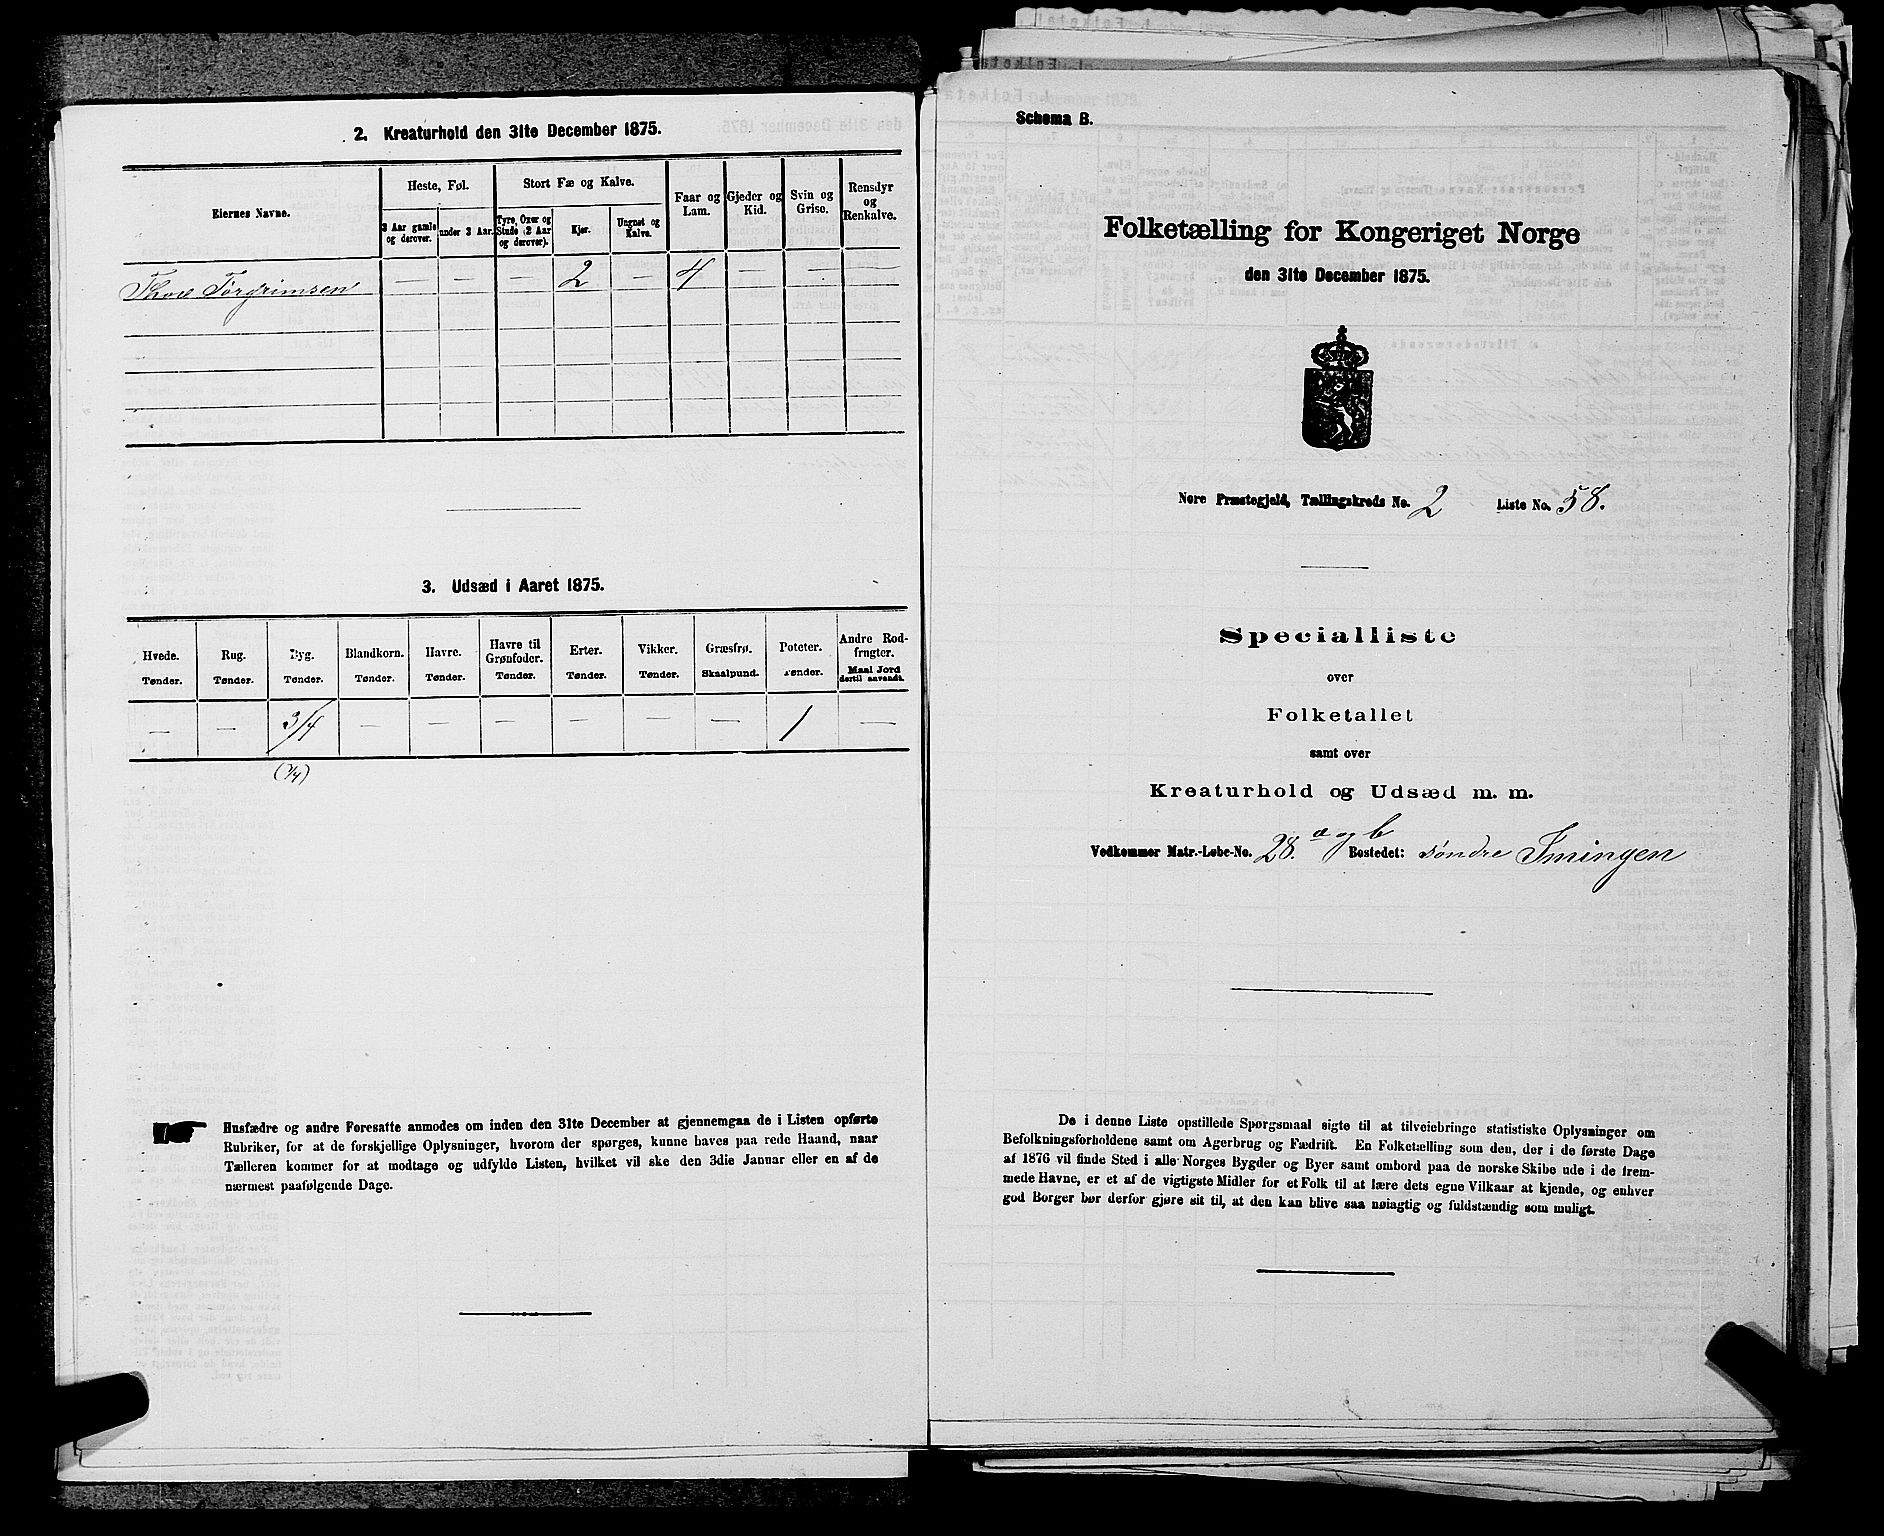 2. Kreaturhold den 31te December 1875.
Eiernes Navne.
Heste, Føl.
3 Aar gamle og derover.
under 3 Aar.
Stort Fæ og Kalve.
Tyre, Oxer og Stude (2 Aar og derover).
Kjør.
Ungnøt og Kalve.
Faar og Lam.
Gjeder og Kid.
Svin og Grise.
Rensdyr og Renkalve.
Torgrimsen — — — 2 — 4 — — —
3. Udsæd i Aaret 1875.
Hvede. Tønder.
Rug. Tønder.
Byg. Tønder.
Blandkorn. Tønder.
Havre. Tønder.
Havre til Grønfoder. Tønder.
Erter. Tønder.
Vikker. Tønder.
Græsfrø. Skaalpund.
Poteter. Tønder.
Andre Rodfrugter. Maal Jord dertil anvendt.
— — 3/4 — — — — — — 1 —
Husfædre og andre Foresatte anmodes om inden den 31te December at gjennemgaa de i Listen opførte
Rubriker, for at de forskjellige Oplysninger, hvorom der spørges, kunne haves paa rede Haand, naar
Tælleren kommer for at modtage og udfylde Listen, hvilket vil ske den 3die Januar eller en af de
nærmest paafølgende Dage.
Schema B.
Folketælling for Kongeriget Norge
den 31te December 1875.
Nore Præstegjeld, Tællingskreds No. 2 Liste No. 58.
Specialliste
over
Folketallet
samt over
Kreaturhold og Udsæd m. m.
Vedkommer Matr.-Løbe-No. 28. a og b Bostedet: søndre Imingen
De i denne Liste opstillede Spørgsmaal sigte til at tilveiebringe statistiske Oplysninger om
Befolkningsforholdene samt om Agerbrug og Fædrift. En Folketælling som den, der i de første Dage
af 1876 vil finde Sted i alle Norges Bygder og Byer samt ombord paa de norske Skibe ude i de frem-
mede Havne, er et af de vigtigste Midler for et Folk til at lære dets egne Vilkaar at kjende, og enhver
god Borger bør derfor gjøre sit til, at den kan blive saa nøiagtig og fuldstændig som muligt.